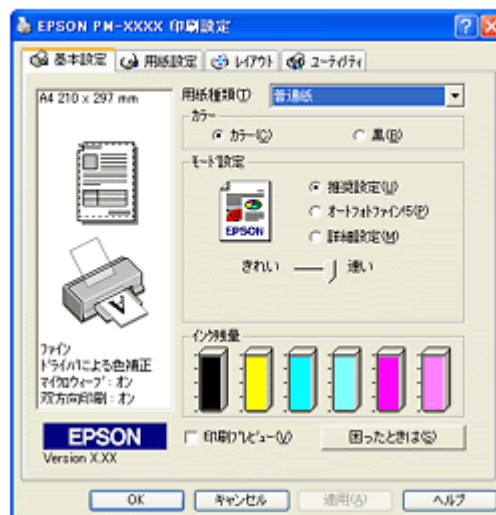 EPSON PM-XXXX 印刷設定
基本設定 用紙設定 レイアウト ユーティリティ
A4 210 x 297 mm
用紙種類(T) 普通紙
カラー
カラー(C) 黒(B)
モード設定
推奨設定(U)
オートフォトファイン!5(P)
詳細設定(M)
EPSON
きれい 速い
A
ファイン
ドライバによる色補正
マイクロウィーブ:オン
双方向印刷:オン
インク残量
EPSON
Version X.XX
印刷プレビュー(V) 困ったときは(S)
OK キャンセル 適用(A) ヘルプ